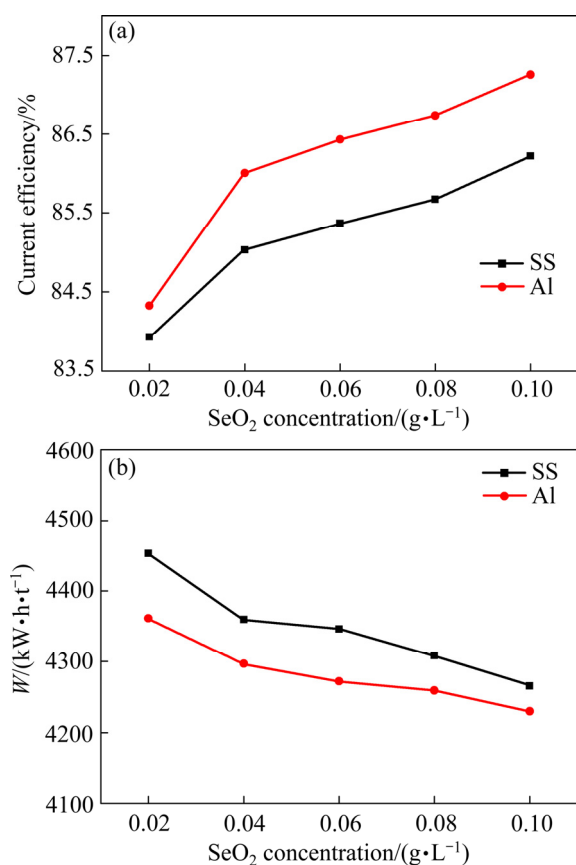 (a)
87.5
86.5
85.5
84.5
83.5
Current efficiency/%
SS
Al
0.02 0.04 0.06 0.08 0.10
SeO₂ concentration/(g•L⁻¹)
(b)
4600
4500
4400
4300
4200
4100
W/(kW•h•t⁻¹)
SS
Al
0.02 0.04 0.06 0.08 0.10
SeO₂ concentration/(g•L⁻¹)